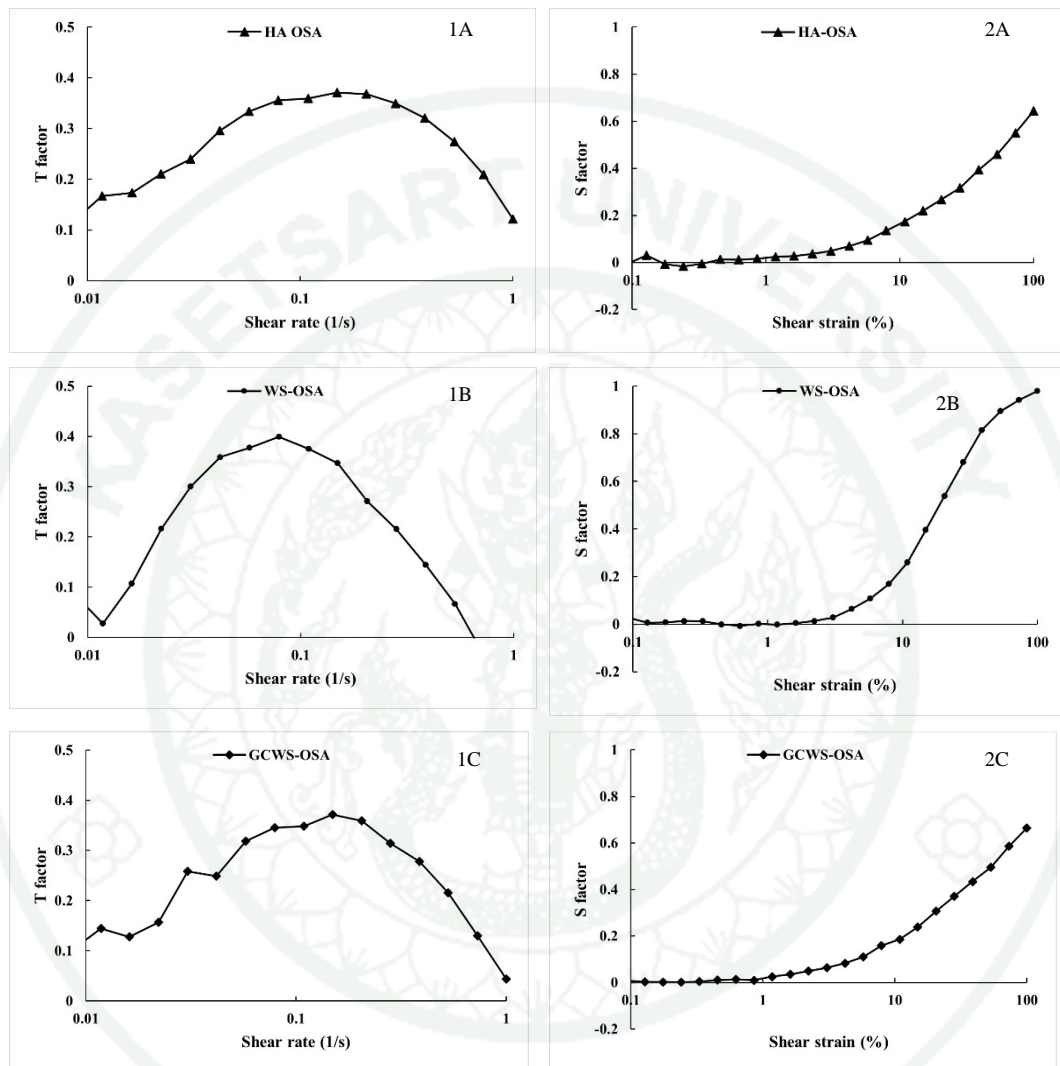 HA OSA
1A
0.5
0.4
0.3
0.2
0.1
0
T factor
0.01
0.1
1
Shear rate (1/s)
HA-OSA
2A
1
0.8
0.6
0.4
0.2
0
-0.2
S factor
0.1
1
10
100
Shear strain (%)
WS-OSA
1B
0.5
0.4
0.3
0.2
0.1
0
T factor
0.01
0.1
1
Shear rate (1/s)
WS-OSA
2B
1
0.8
0.6
0.4
0.2
0
-0.2
S factor
0.1
1
10
100
Shear strain (%)
GCWS-OSA
1C
0.5
0.4
0.3
0.2
0.1
0
T factor
0.01
0.1
1
Shear rate (1/s)
GCWS-OSA
2C
1
0.8
0.6
0.4
0.2
0
-0.2
S factor
0.1
1
10
100
Shear strain (%)
KASETSART UNIVERSITY